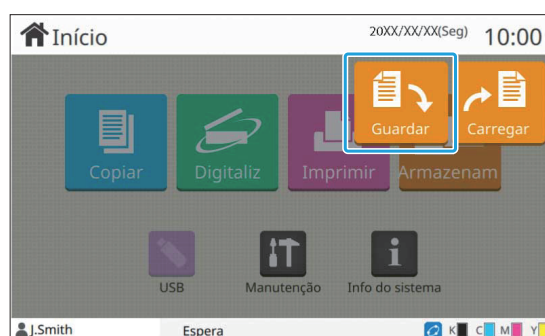 Início
20XX/XX/XX(Seg) 10:00
Guardar Carregar
Copiar Digitaliz Imprimir Armazenam
USB Manutenção Info do sistema
J.Smith Espera K C M Y